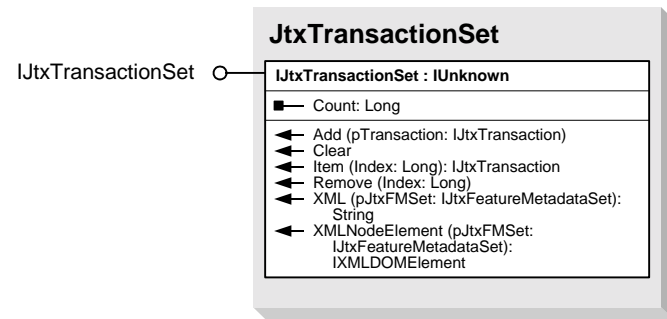 JtxTransactionSet
IJtxTransactionSet
IJtxTransactionSet : IUnknown
Count: Long
Add (pTransaction: IJtxTransaction)
Clear
Item (Index: Long): IJtxTransaction
Remove (Index: Long)
XML (pJtxFMSet: IJtxFeatureMetadataSet):
String
XMLNodeElement (pJtxFMSet:
IJtxFeatureMetadataSet):
IXMLDOMElement